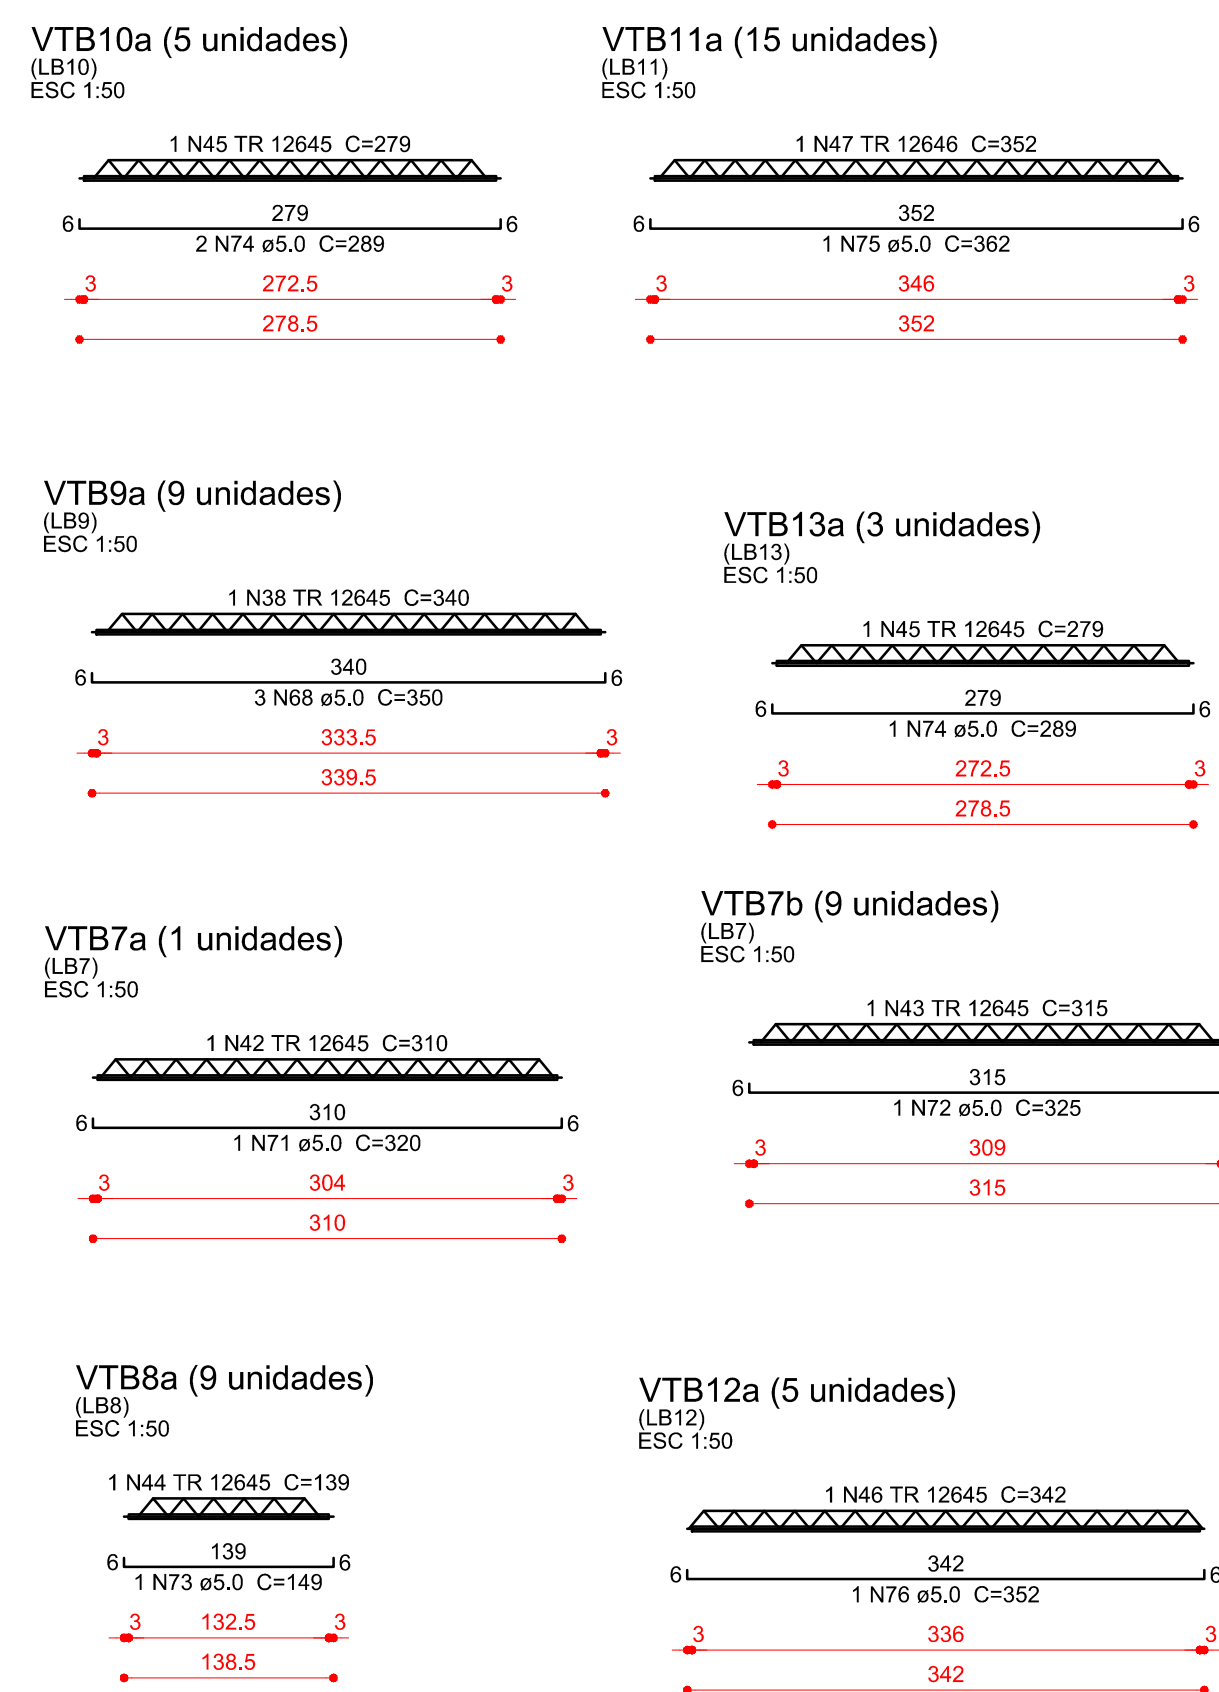 VTB10a (5 unidades)
(LB10)
ESC 1:50
1 N45 TR 12645 C=279
279
6 6
2 N74 ø5.0 C=289
3 272.5 3
278.5
VTB11a (15 unidades)
(LB11)
ESC 1:50
1 N47 TR 12646 C=352
352
6 6
1 N75 ø5.0 C=362
3 346 3
352
VTB9a (9 unidades)
(LB9)
ESC 1:50
1 N38 TR 12645 C=340
340
6 6
3 N68 ø5.0 C=350
3 333.5 3
339.5
VTB13a (3 unidades)
(LB13)
ESC 1:50
1 N45 TR 12645 C=279
279
6 6
1 N74 ø5.0 C=289
3 272.5 3
278.5
VTB7a (1 unidades)
(LB7)
ESC 1:50
1 N42 TR 12645 C=310
310
6 6
1 N71 ø5.0 C=320
3 304 3
310
VTB7b (9 unidades)
(LB7)
ESC 1:50
1 N43 TR 12645 C=315
315
6
1 N72 ø5.0 C=325
3 309
315
VTB8a (9 unidades)
(LB8)
ESC 1:50
1 N44 TR 12645 C=139
139
6 6
1 N73 ø5.0 C=149
3 132.5 3
138.5
VTB12a (5 unidades)
(LB12)
ESC 1:50
1 N46 TR 12645 C=342
342
6 6
1 N76 ø5.0 C=352
3 336 3
342